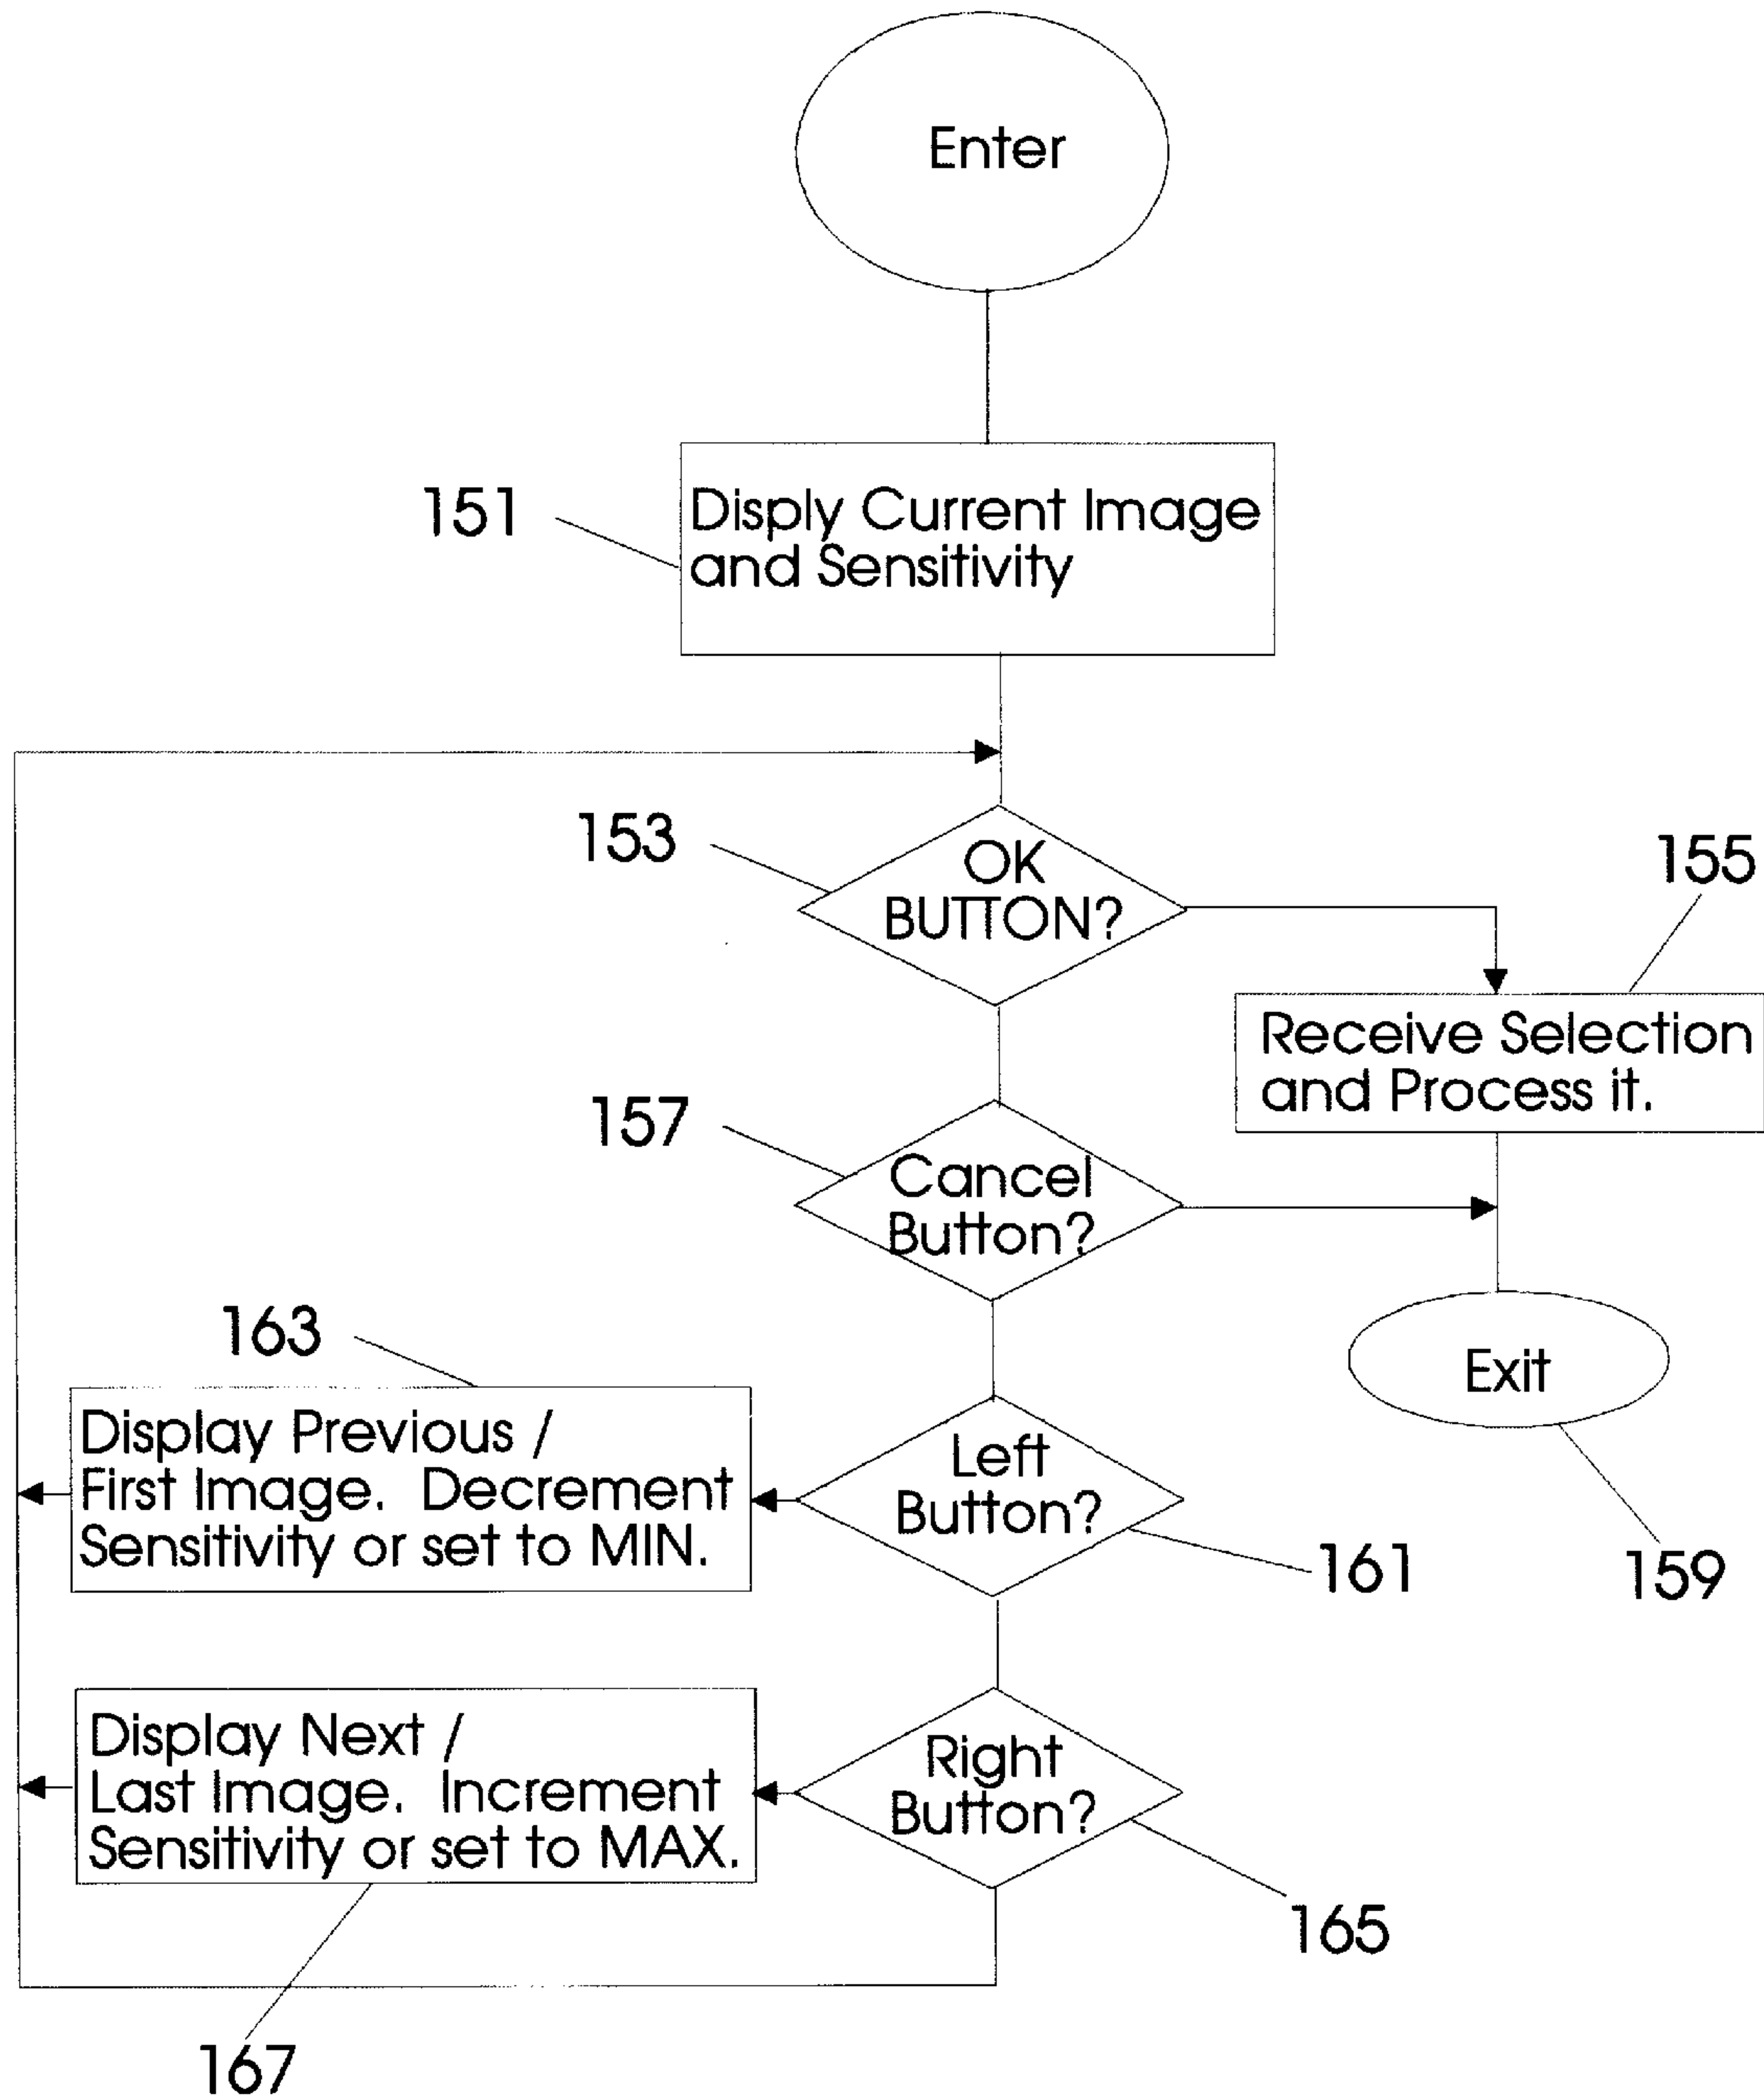 Enter
151
Disply Current Image
and Sensitivity
153
OK
BUTTON?
155
Receive Selection
and Process it.
157
Cancel
Button?
163
Exit
Display Previous /
First Image. Decrement
Sensitivity or set to MIN.
Left
Button?
161
159
Display Next /
Last Image. Increment
Sensitivity or set to MAX.
Right
Button?
165
167